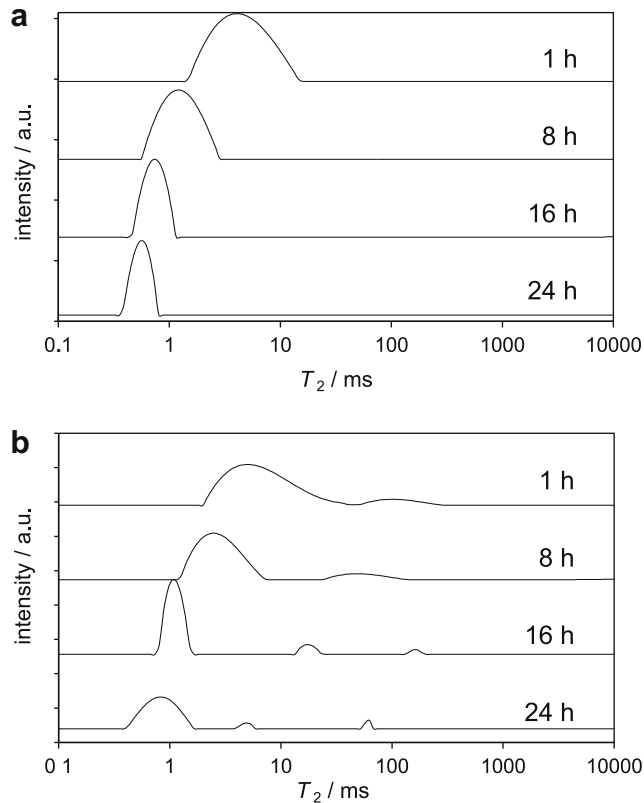 a
intensity / a.u.
1 h
8 h
16 h
24 h
0.1 1 10 100 1000 10000
T2 / ms
b
intensity / a.u.
1 h
8 h
16 h
24 h
0 1 1 10 100 1000 10000
T2 / ms